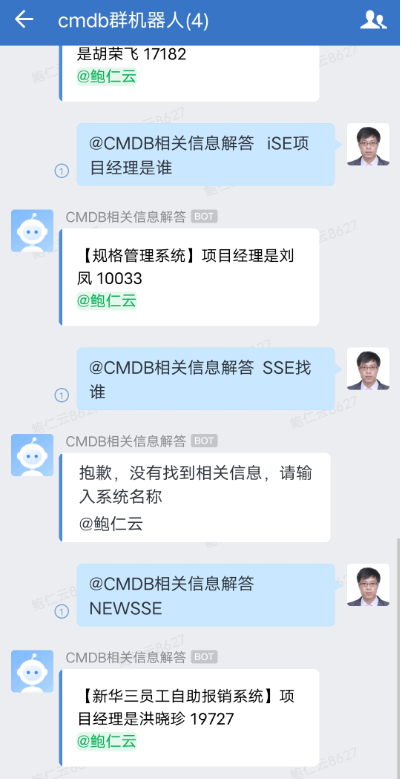 cmdb群机器人(4)
是胡荣飞 17182
@鲍仁云
@CMDB相关信息解答 iSE项
目经理是谁
CMDB相关信息解答 BOT
【规格管理系统】项目经理是刘
凤 10033
@鲍仁云
@CMDB相关信息解答 SSE找
谁
CMDB相关信息解答 BOT
抱歉，没有找到相关信息，请输
入系统名称
@鲍仁云
@CMDB相关信息解答
NEWSSE
CMDB相关信息解答 BOT
【新华三员工自助报销系统】项
目经理是洪晓珍 19727
@鲍仁云
鲍仁云8627